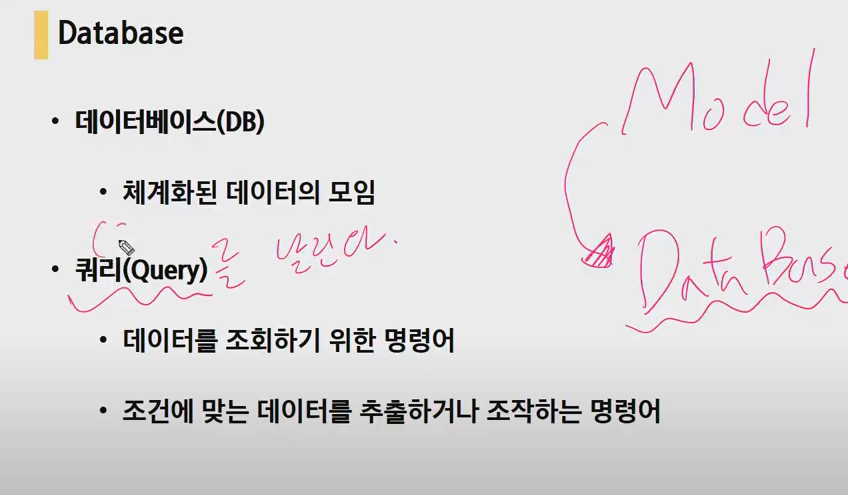 Database
• 데이터베이스(DB)
• 체계화된 데이터의 모임
• 쿼리(Query)를 날린다.
• 데이터를 조회하기 위한 명령어
• 조건에 맞는 데이터를 추출하거나 조작하는 명령어
Model
DataBase